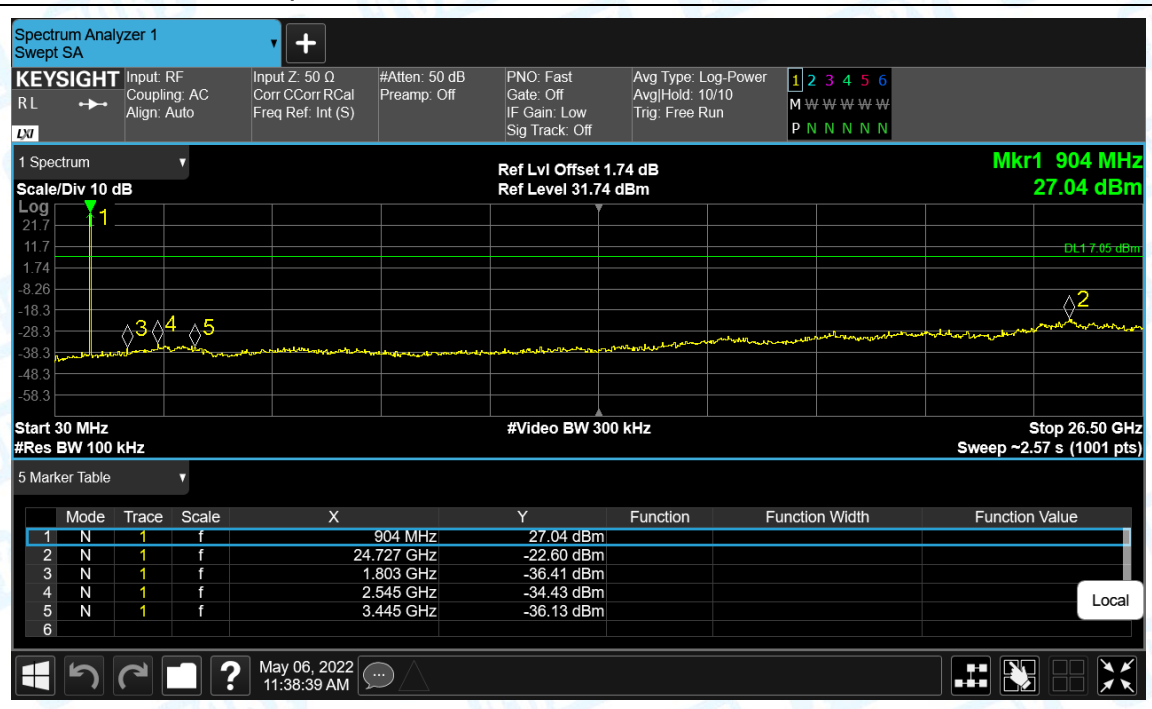 Spectrum Analyzer 1
Swept SA
+
KEYSIGHT
RL
LXI
Input: RF
Coupling: AC
Align: Auto
Input Z: 50 Ω
Corr CCorr RCal
Freq Ref: Int (S)
#Atten: 50 dB
Preamp: Off
PNO: Fast
Gate: Off
IF Gain: Low
Sig Track: Off
Avg Type: Log-Power
Avg|Hold: 10/10
Trig: Free Run
1 2 3 4 5 6
M W W W W W
P N N N N N
1 Spectrum
Scale/Div 10 dB
Ref Lvl Offset 1.74 dB
Ref Level 31.74 dBm
Mkr1 904 MHz
27.04 dBm
Log
21.7
11.7
1.74
-8.26
-18.3
-28.3
-38.3
-48.3
-58.3
1
DL1 7.05 dBm
2
3
4
5
Start 30 MHz
#Res BW 100 kHz
#Video BW 300 kHz
Stop 26.50 GHz
Sweep ~2.57 s (1001 pts)
5 Marker Table
Mode Trace Scale X Y Function Function Width Function Value
1 N 1 f 904 MHz 27.04 dBm
2 N 1 f 24.727 GHz -22.60 dBm
3 N 1 f 1.803 GHz -36.41 dBm
4 N 1 f 2.545 GHz -34.43 dBm
5 N 1 f 3.445 GHz -36.13 dBm
6
Local
?
May 06, 2022
11:38:39 AM